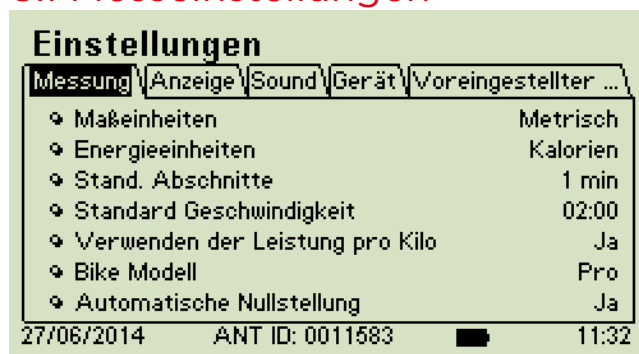 Einstellungen
Messung Anzeige Sound Gerät Voreingestellter ...
Maßeinheiten Metrisch
Energieeinheiten Kalorien
Stand. Abschnitte 1 min
Standard Geschwindigkeit 02:00
Verwenden der Leistung pro Kilo Ja
Bike Modell Pro
Automatische Nullstellung Ja
27/06/2014 ANT ID: 0011583 11:32